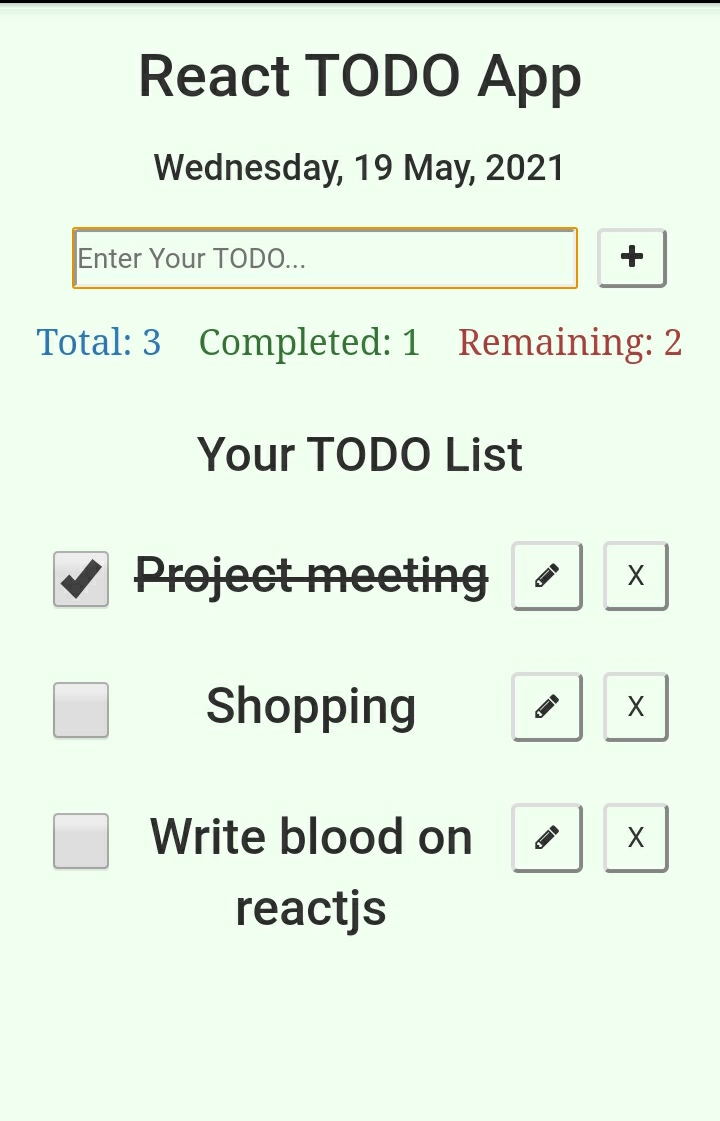 React TODO App
Wednesday, 19 May, 2021
Enter Your TODO... +
Total: 3 Completed: 1 Remaining: 2
Your TODO List
Project meeting X
Shopping X
Write blood on X
reactjs